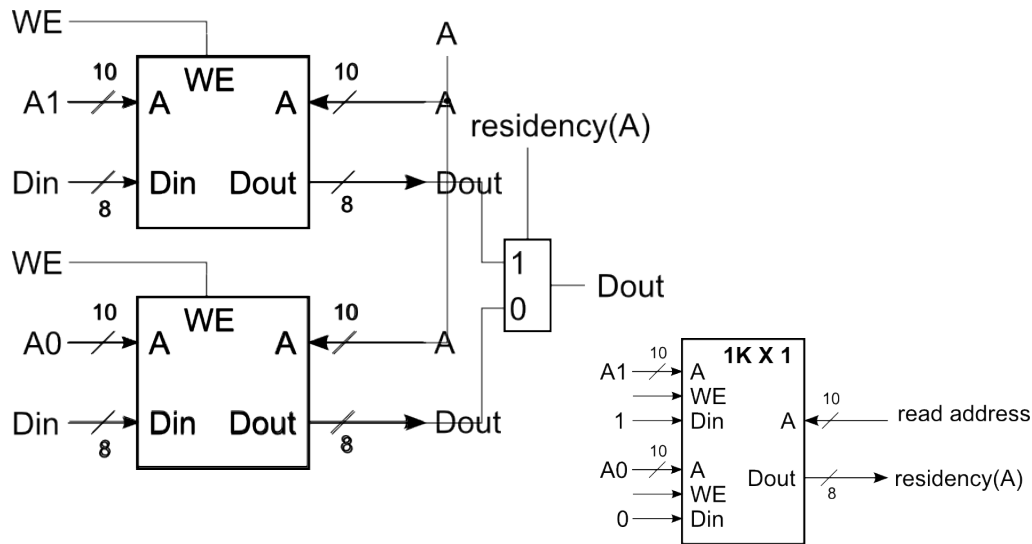 WE
A
10
WE
10
A1
A
A
A
residency(A)
Din
Din
Dout
Dout
8
8
1
WE
Dout
0
10
WE
10
A0
A
A
A
1K X 1
A1
10
A
WE
Din
Din
Dout
Dout
1
Din
A
10
read address
8
8
A0
10
A
WE
Dout
residency(A)
8
0
Din